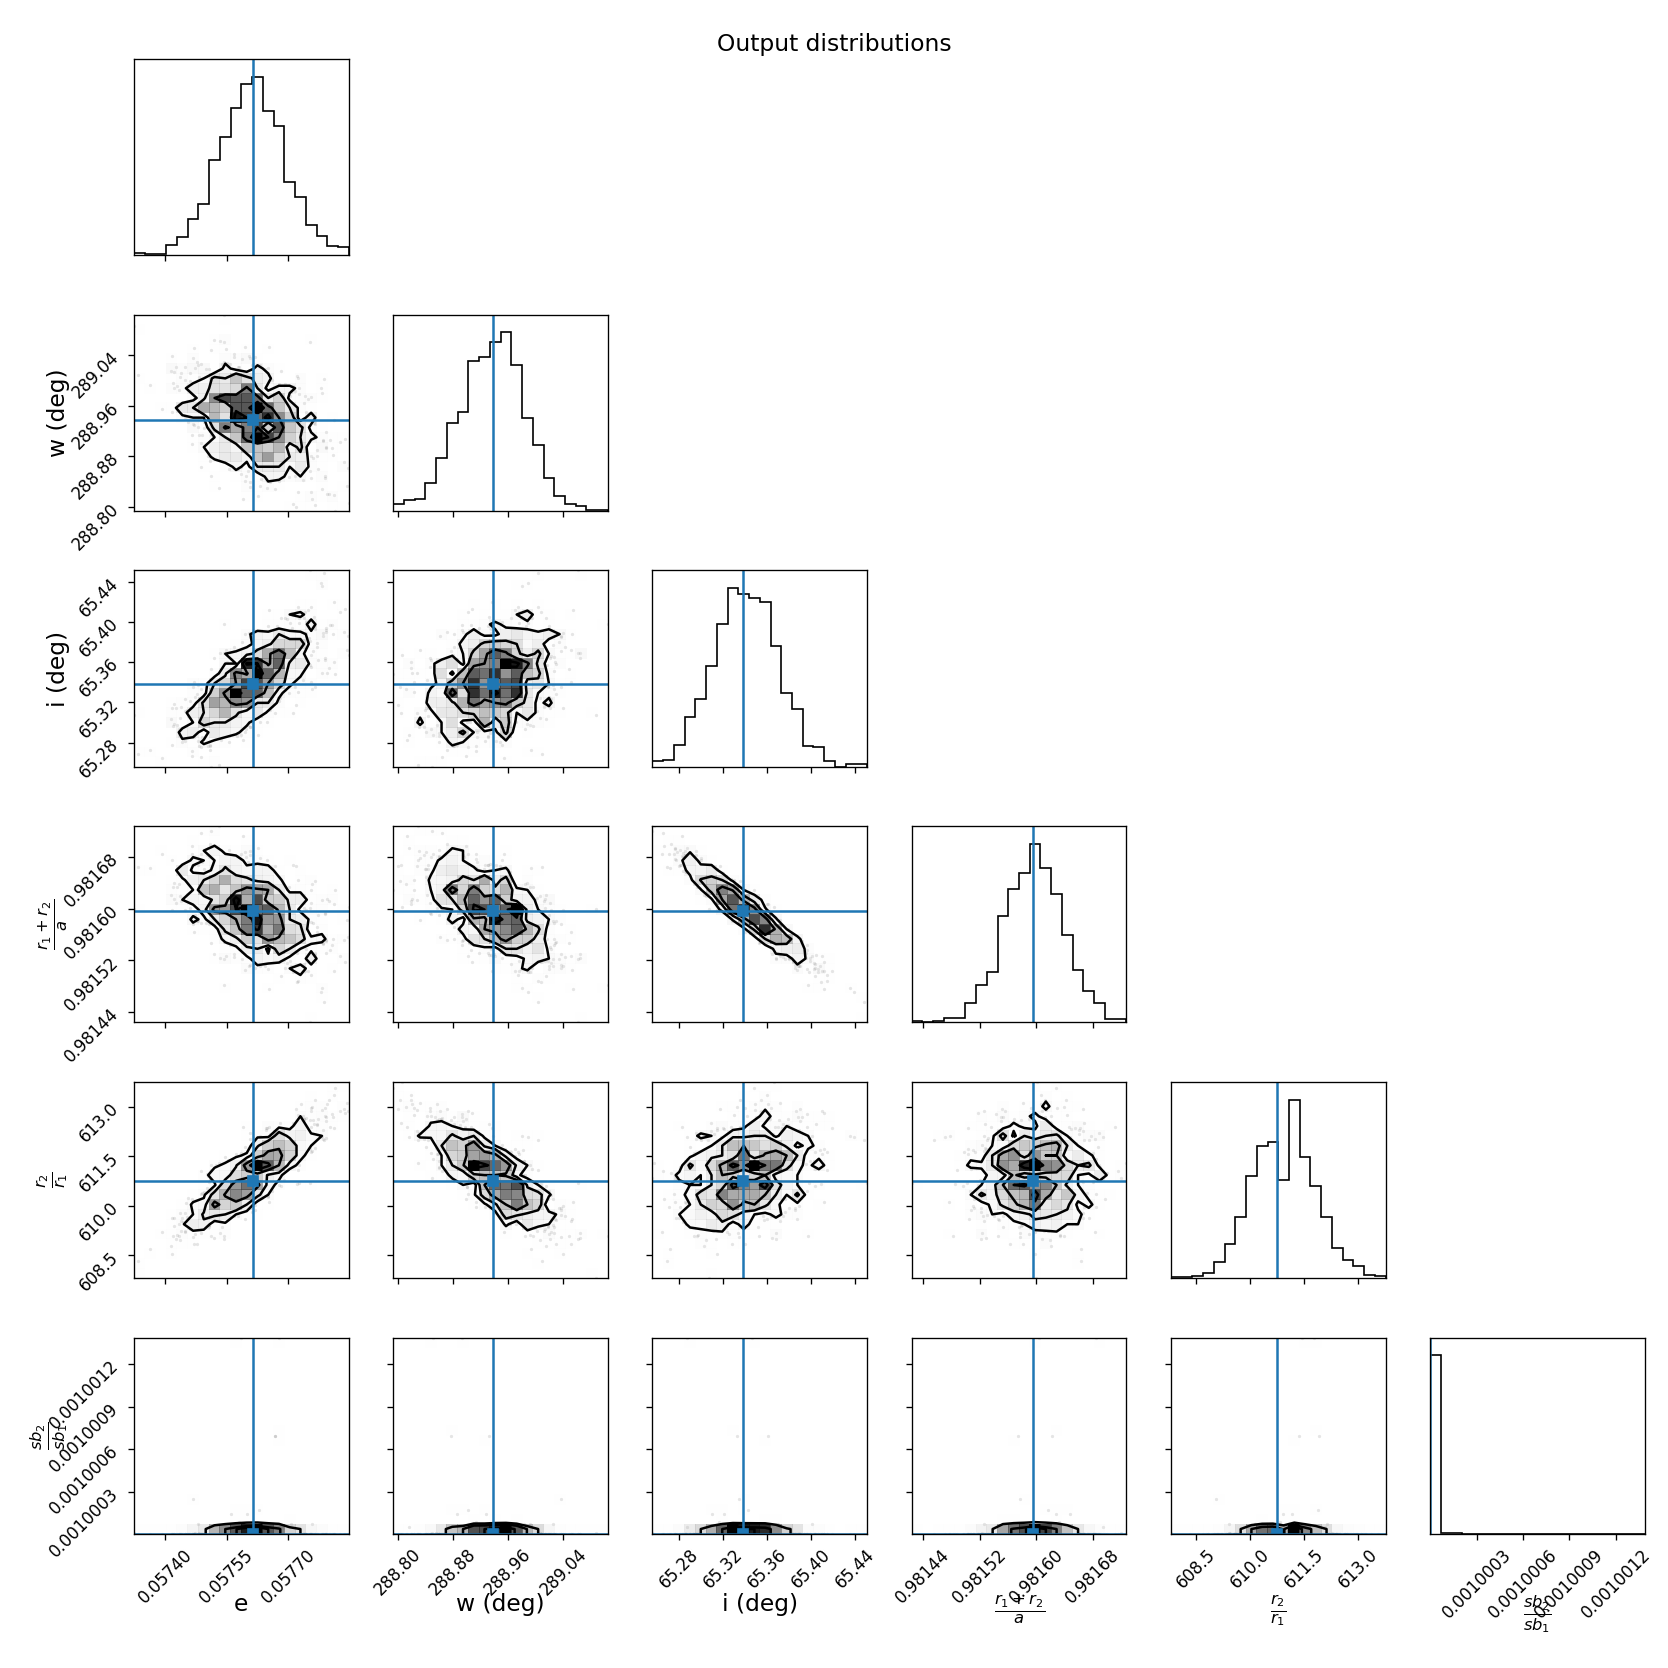 Output distributions
w (deg)
289.04
288.96
288.88
288.80
i (deg)
65.44
65.40
65.36
65.32
65.28
r1 + r2
a
0.98168
0.98160
0.98152
0.98144
r2
r1
613.0
611.5
610.0
608.5
sb2
sb1
0.0010012
0.0010009
0.0010006
0.0010003
0.05740
0.05755
0.05770
e
288.80
288.88
288.96
289.04
w (deg)
65.28
65.32
65.36
65.40
65.44
i (deg)
0.98144
0.98152
0.98160
0.98168
r1 + r2
a
608.5
610.0
611.5
613.0
r2
r1
0.0010003
0.0010006
0.0010009
0.0010012
sb2
sb1